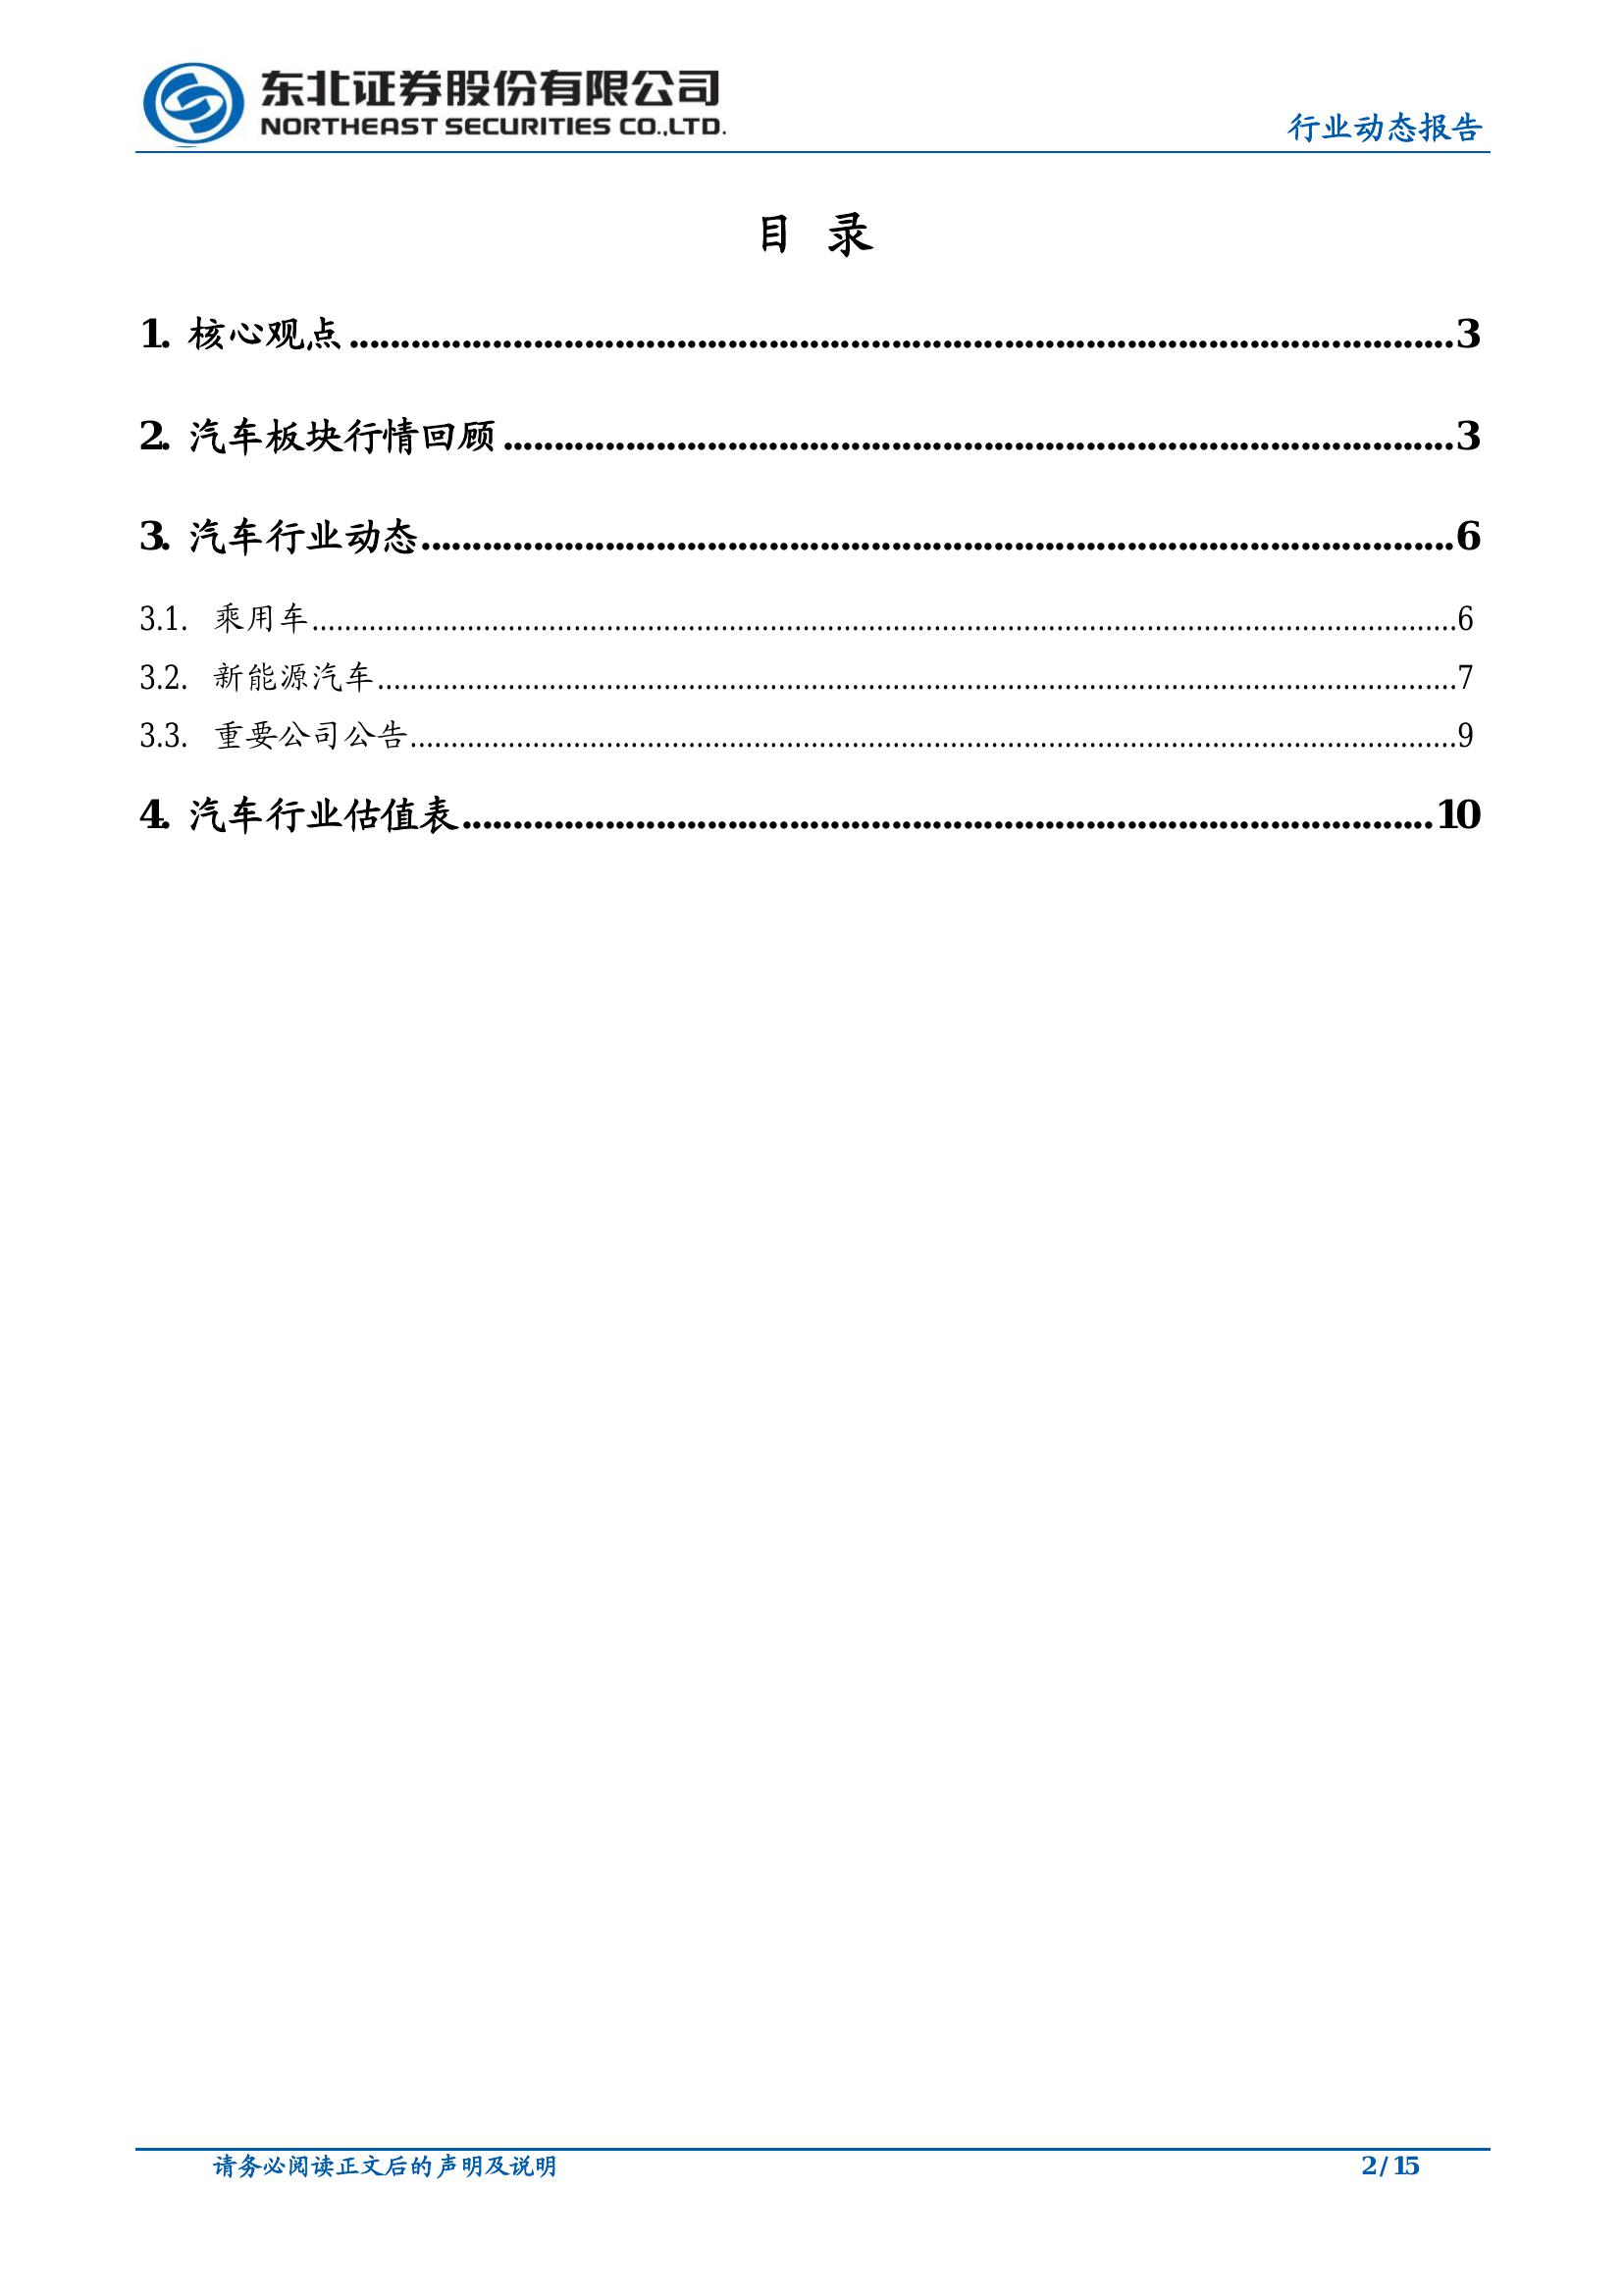 东北证券股份有限公司
NORTHEAST SECURITIES CO.,LTD.
行业动态报告
目 录
1. 核心观点........................................................................................................3
2. 汽车板块行情回顾........................................................................................3
3. 汽车行业动态................................................................................................6
3.1. 乘用车........................................................................................................6
3.2. 新能源汽车................................................................................................7
3.3. 重要公司公告............................................................................................9
4. 汽车行业估值表..........................................................................................10
请务必阅读正文后的声明及说明
2 / 15